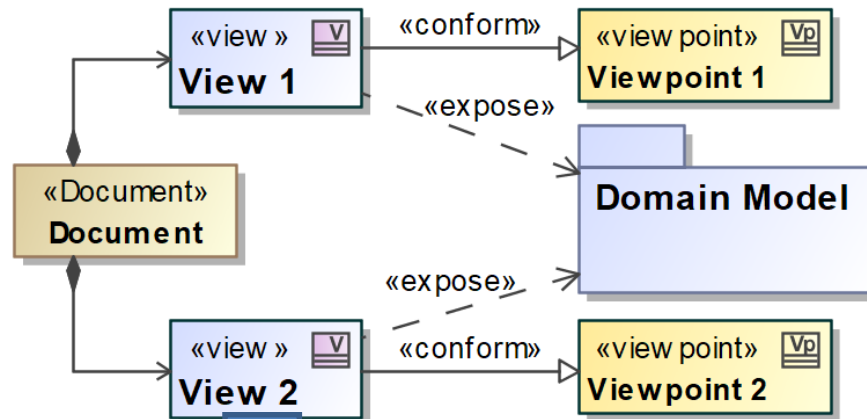 «view »
V
View 1
«conform»
«view point»
Vp
Viewpoint 1
«expose»
«Document»
Document
Domain Model
«expose»
«view »
V
View 2
«conform»
«view point»
Vp
Viewpoint 2